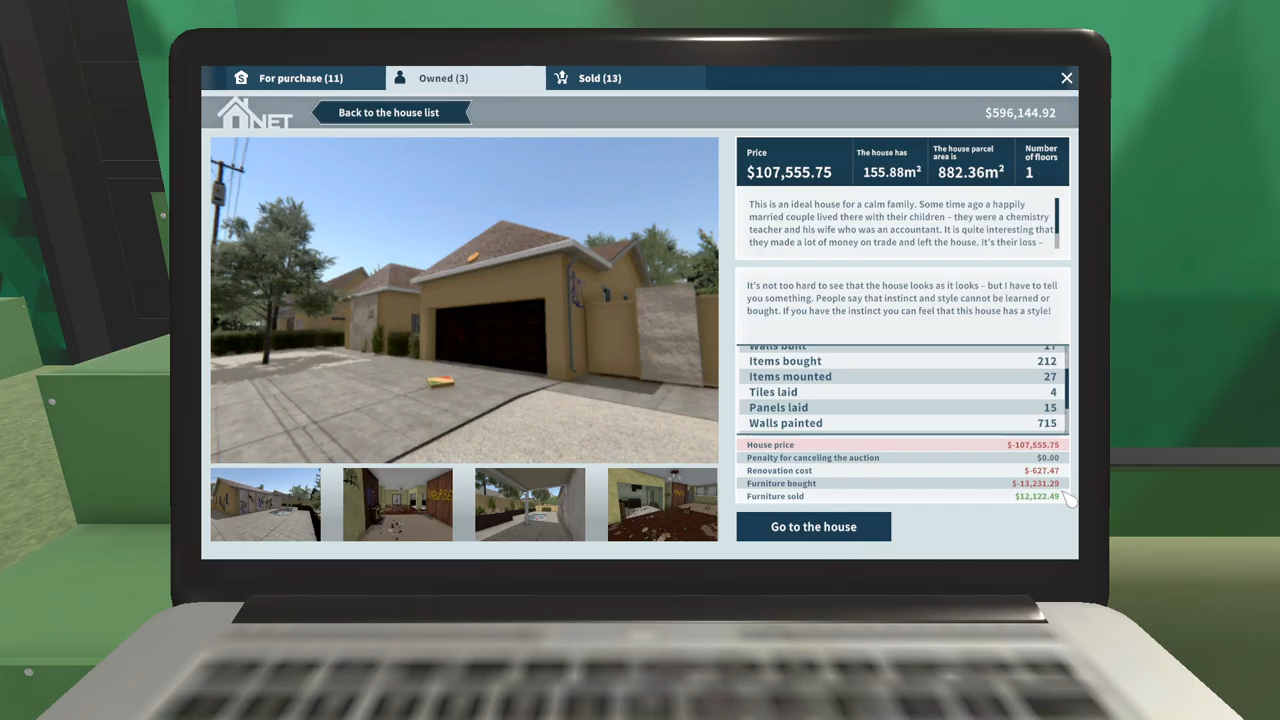 For purchase (11)
Owned (3)
Sold (13)
NET
Back to the house list
$596,144.92
Price
$107,555.75
The house has
155.88m²
The house parcel
area is
882.36m²
Number
of floors
1
This is an ideal house for a calm family. Some time ago a happily
married couple lived there with their children – they were a chemistry
teacher and his wife who was an accountant. It is quite interesting that
they made a lot of money on trade and left the house. It's their loss –
It's not too hard to see that the house looks as it looks – but I have to tell
you something. People say that instinct and style cannot be learned or
bought. If you have the instinct you can feel that this house has a style!
Walls built 17
Items bought 212
Items mounted 27
Tiles laid 4
Panels laid 15
Walls painted 715
House price $-107,555.75
Penalty for canceling the auction $0.00
Renovation cost $-627.47
Furniture bought $-13,231.29
Furniture sold $12,122.49
Go to the house